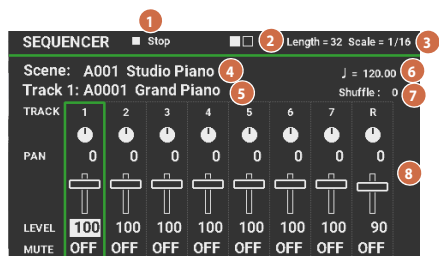 1
SEQUENCER Stop 2 Length = 32 Scale = 1/16 3
Scene: A001 Studio Piano 4 ♩ = 120.00 6
Track 1: A0001 Grand Piano 5 Shuffle : 0 7
TRACK 1 2 3 4 5 6 7 R
PAN 0 0 0 0 0 0 0 0
8
LEVEL 100 100 100 100 100 100 100 90
MUTE OFF OFF OFF OFF OFF OFF OFF OFF